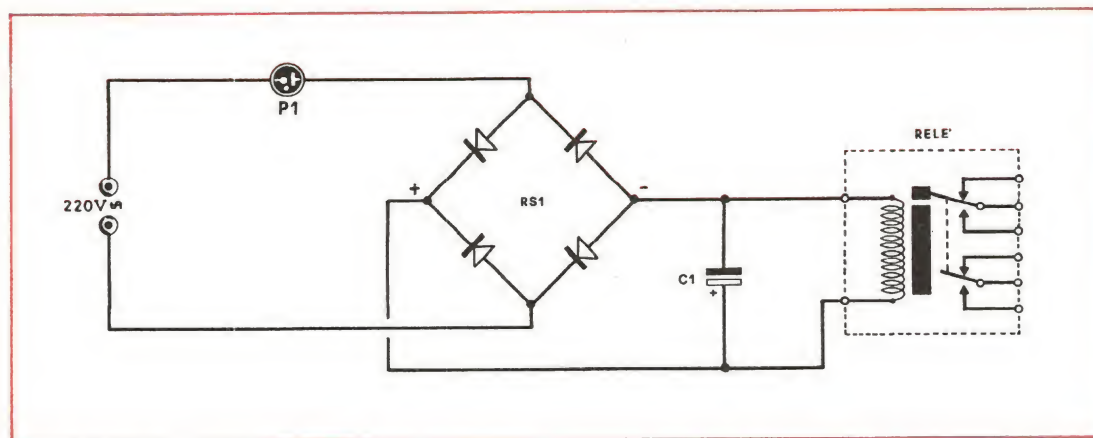 P1
RELE'
220V
+
-
RS1
C1
+